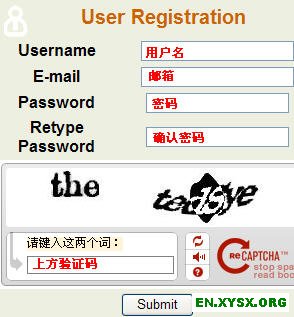 User Registration
Username 用户名
E-mail 邮箱
Password 密码
Retype
Password 确认密码
the
请键入这两个词：
上方验证码
reCAPTCHA™
stop spa
read boo
Submit
EN.XYSX.ORG